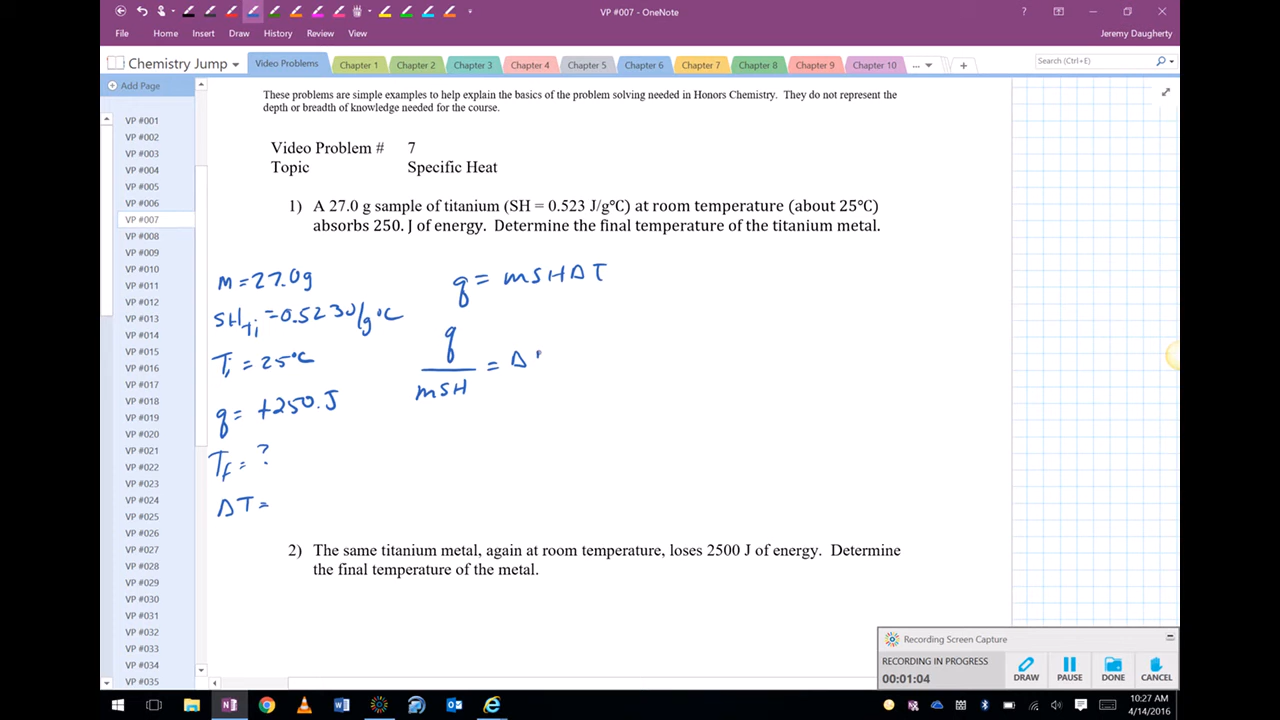 VP #007 - OneNote
File Home Insert Draw History Review View
Jeremy Daugherty
Chemistry Jump Video Problems Chapter 1 Chapter 2 Chapter 3 Chapter 4 Chapter 5 Chapter 6 Chapter 7 Chapter 8 Chapter 9 Chapter 10 ...
Search (Ctrl+E)
Add Page
VP #001
VP #002
VP #003
VP #004
VP #005
VP #006
VP #007
VP #008
VP #009
VP #010
VP #011
VP #012
VP #013
VP #014
VP #015
VP #016
VP #017
VP #018
VP #019
VP #020
VP #021
VP #022
VP #023
VP #024
VP #025
VP #026
VP #027
VP #028
VP #029
VP #030
VP #031
VP #032
VP #033
VP #034
VP #035
These problems are simple examples to help explain the basics of the problem solving needed in Honors Chemistry. They do not represent the
depth or breadth of knowledge needed for the course.
Video Problem # 7
Topic Specific Heat
1) A 27.0 g sample of titanium (SH = 0.523 J/g°C) at room temperature (about 25°C)
absorbs 250. J of energy. Determine the final temperature of the titanium metal.
m = 27.0g
SH Ti = 0.523 J/g°C
Ti = 25°C
q = +250. J
Tf = ?
ΔT =
q = mSHΔT
q
mSH = Δ
2) The same titanium metal, again at room temperature, loses 2500 J of energy. Determine
the final temperature of the metal.
Recording Screen Capture
RECORDING IN PROGRESS
00:01:04
DRAW PAUSE DONE CANCEL
10:27 AM
4/14/2016